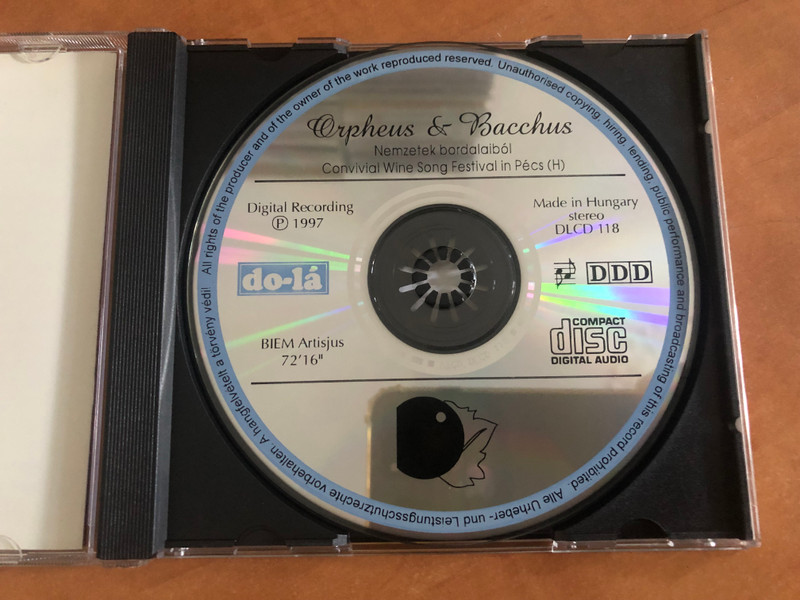 Orpheus & Bacchus
Nemzetek bordalaiból
Convivial Wine Song Festival in Pécs (H)
Digital Recording
Ⓟ 1997
Made in Hungary
stereo
DLCD 118
do-lá
DDD
BIEM Artisjus
72'16"
COMPACT
disc
DIGITAL AUDIO
All rights of the producer and of the owner of the work reproduced reserved. Unauthorised copying, hiring, lending, public performance and broadcasting of this record prohibited. Alle Urheber- und Leistungsschutzrechte vorbehalten. A hangfelvételt a törvény védi!